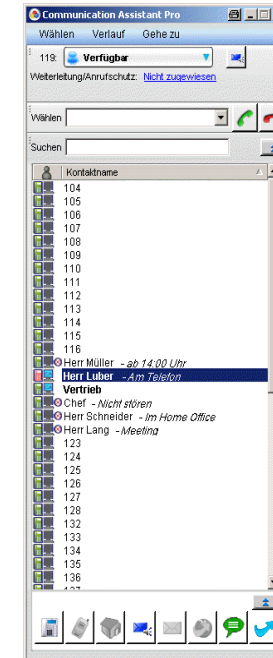 Communication Assistant Pro
Wählen Verlauf Gehe zu
119: Verfügbar
Weiterleitung/Anrufschutz: Nicht zugewiesen
Wählen
Suchen
Kontaktname
104
105
106
107
108
109
110
111
112
113
114
115
116
Herr Müller - ab 14:00 Uhr
Herr Luber - Am Telefon
Vertrieb
Chef - Nicht stören
Herr Schneider - Im Home Office
Herr Lang - Meeting
123
124
125
126
127
128
132
133
134
135
136